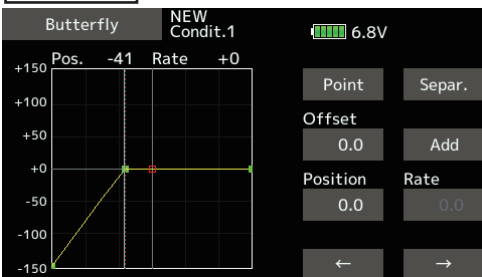 Butterfly
NEW
Condit.1
6.8V
Pos. -41 Rate +0
+150
+100
+50
+0
-50
-100
-150
Point
Separ.
Offset
0.0
Add
Position
Rate
0.0
0.0
←
→